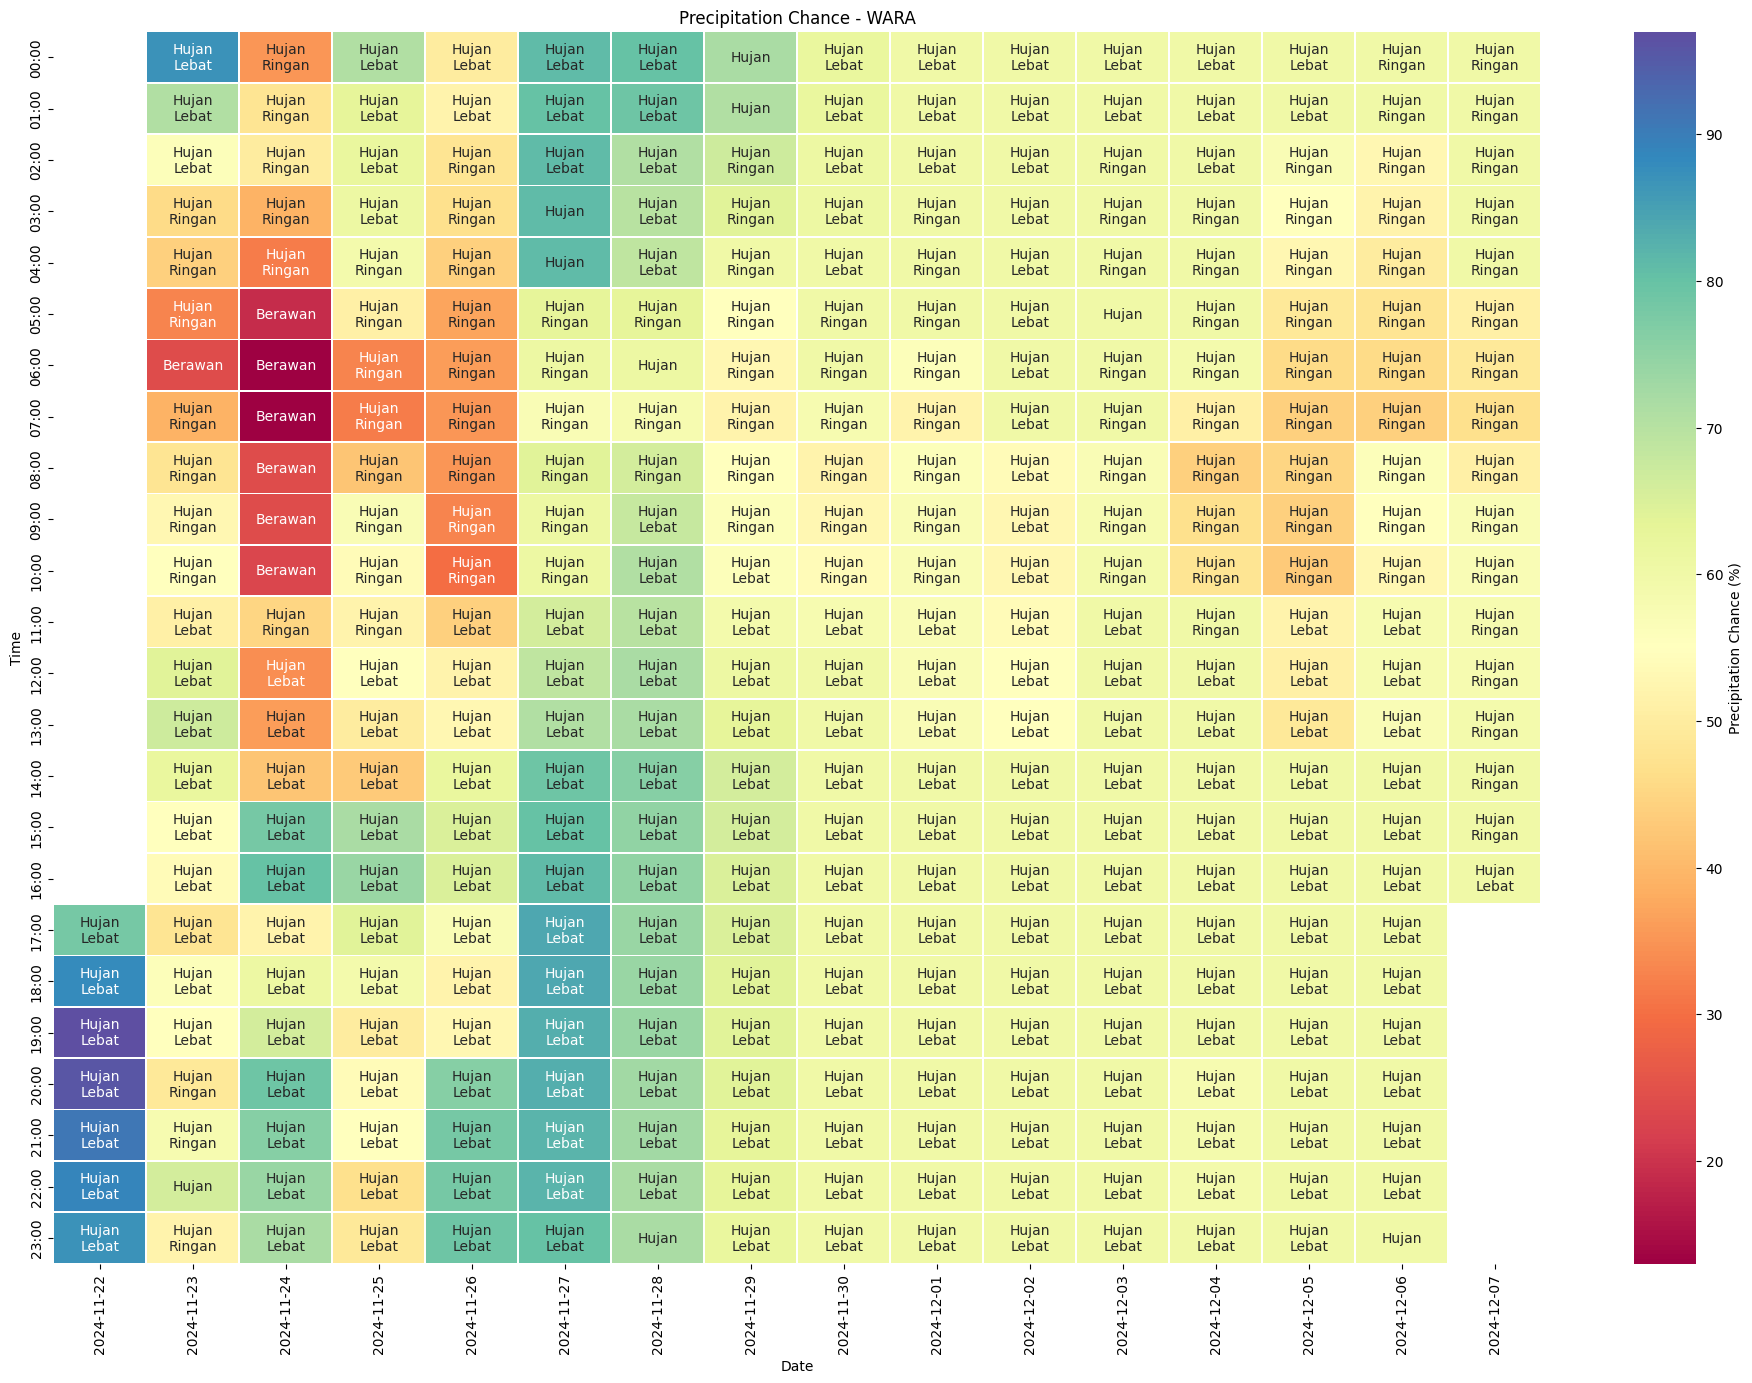 Precipitation Chance - WARA
Time
00:00 Hujan Lebat Hujan Ringan Hujan Lebat Hujan Lebat Hujan Lebat Hujan Lebat Hujan Hujan Lebat Hujan Lebat Hujan Lebat Hujan Lebat Hujan Lebat Hujan Lebat Hujan Ringan Hujan Ringan
01:00 Hujan Lebat Hujan Ringan Hujan Lebat Hujan Lebat Hujan Lebat Hujan Lebat Hujan Hujan Lebat Hujan Lebat Hujan Lebat Hujan Lebat Hujan Lebat Hujan Lebat Hujan Ringan Hujan Ringan
02:00 Hujan Lebat Hujan Ringan Hujan Lebat Hujan Ringan Hujan Lebat Hujan Lebat Hujan Ringan Hujan Lebat Hujan Lebat Hujan Lebat Hujan Ringan Hujan Lebat Hujan Ringan Hujan Ringan Hujan Ringan
03:00 Hujan Ringan Hujan Ringan Hujan Lebat Hujan Ringan Hujan Hujan Lebat Hujan Ringan Hujan Lebat Hujan Ringan Hujan Lebat Hujan Ringan Hujan Ringan Hujan Ringan Hujan Ringan Hujan Ringan
04:00 Hujan Ringan Hujan Ringan Hujan Ringan Hujan Ringan Hujan Hujan Lebat Hujan Ringan Hujan Lebat Hujan Ringan Hujan Lebat Hujan Ringan Hujan Ringan Hujan Ringan Hujan Ringan Hujan Ringan
05:00 Hujan Ringan Berawan Hujan Ringan Hujan Ringan Hujan Ringan Hujan Ringan Hujan Ringan Hujan Ringan Hujan Ringan Hujan Lebat Hujan Hujan Ringan Hujan Ringan Hujan Ringan Hujan Ringan
06:00 Berawan Berawan Hujan Ringan Hujan Ringan Hujan Ringan Hujan Hujan Ringan Hujan Ringan Hujan Ringan Hujan Lebat Hujan Ringan Hujan Ringan Hujan Ringan Hujan Ringan Hujan Ringan
07:00 Hujan Ringan Berawan Hujan Ringan Hujan Ringan Hujan Ringan Hujan Ringan Hujan Ringan Hujan Ringan Hujan Ringan Hujan Lebat Hujan Ringan Hujan Ringan Hujan Ringan Hujan Ringan Hujan Ringan
08:00 Hujan Ringan Berawan Hujan Ringan Hujan Ringan Hujan Ringan Hujan Ringan Hujan Ringan Hujan Ringan Hujan Ringan Hujan Lebat Hujan Ringan Hujan Ringan Hujan Ringan Hujan Ringan Hujan Ringan
09:00 Hujan Ringan Berawan Hujan Ringan Hujan Ringan Hujan Ringan Hujan Lebat Hujan Ringan Hujan Ringan Hujan Ringan Hujan Lebat Hujan Ringan Hujan Ringan Hujan Ringan Hujan Ringan Hujan Ringan
10:00 Hujan Ringan Berawan Hujan Ringan Hujan Ringan Hujan Ringan Hujan Lebat Hujan Lebat Hujan Ringan Hujan Ringan Hujan Lebat Hujan Ringan Hujan Ringan Hujan Ringan Hujan Ringan Hujan Ringan
11:00 Hujan Lebat Hujan Ringan Hujan Ringan Hujan Lebat Hujan Lebat Hujan Lebat Hujan Lebat Hujan Lebat Hujan Lebat Hujan Lebat Hujan Lebat Hujan Ringan Hujan Lebat Hujan Lebat Hujan Ringan
12:00 Hujan Lebat Hujan Lebat Hujan Lebat Hujan Lebat Hujan Lebat Hujan Lebat Hujan Lebat Hujan Lebat Hujan Lebat Hujan Lebat Hujan Lebat Hujan Lebat Hujan Lebat Hujan Lebat Hujan Ringan
13:00 Hujan Lebat Hujan Lebat Hujan Lebat Hujan Lebat Hujan Lebat Hujan Lebat Hujan Lebat Hujan Lebat Hujan Lebat Hujan Lebat Hujan Lebat Hujan Lebat Hujan Lebat Hujan Lebat Hujan Ringan
14:00 Hujan Lebat Hujan Lebat Hujan Lebat Hujan Lebat Hujan Lebat Hujan Lebat Hujan Lebat Hujan Lebat Hujan Lebat Hujan Lebat Hujan Lebat Hujan Lebat Hujan Lebat Hujan Lebat Hujan Ringan
15:00 Hujan Lebat Hujan Lebat Hujan Lebat Hujan Lebat Hujan Lebat Hujan Lebat Hujan Lebat Hujan Lebat Hujan Lebat Hujan Lebat Hujan Lebat Hujan Lebat Hujan Lebat Hujan Lebat Hujan Ringan
16:00 Hujan Lebat Hujan Lebat Hujan Lebat Hujan Lebat Hujan Lebat Hujan Lebat Hujan Lebat Hujan Lebat Hujan Lebat Hujan Lebat Hujan Lebat Hujan Lebat Hujan Lebat Hujan Lebat Hujan Lebat
17:00 Hujan Lebat Hujan Lebat Hujan Lebat Hujan Lebat Hujan Lebat Hujan Lebat Hujan Lebat Hujan Lebat Hujan Lebat Hujan Lebat Hujan Lebat Hujan Lebat Hujan Lebat Hujan Lebat Hujan Lebat
18:00 Hujan Lebat Hujan Lebat Hujan Lebat Hujan Lebat Hujan Lebat Hujan Lebat Hujan Lebat Hujan Lebat Hujan Lebat Hujan Lebat Hujan Lebat Hujan Lebat Hujan Lebat Hujan Lebat Hujan Lebat
19:00 Hujan Lebat Hujan Lebat Hujan Lebat Hujan Lebat Hujan Lebat Hujan Lebat Hujan Lebat Hujan Lebat Hujan Lebat Hujan Lebat Hujan Lebat Hujan Lebat Hujan Lebat Hujan Lebat Hujan Lebat
20:00 Hujan Lebat Hujan Ringan Hujan Lebat Hujan Lebat Hujan Lebat Hujan Lebat Hujan Lebat Hujan Lebat Hujan Lebat Hujan Lebat Hujan Lebat Hujan Lebat Hujan Lebat Hujan Lebat Hujan Lebat
21:00 Hujan Lebat Hujan Ringan Hujan Lebat Hujan Lebat Hujan Lebat Hujan Lebat Hujan Lebat Hujan Lebat Hujan Lebat Hujan Lebat Hujan Lebat Hujan Lebat Hujan Lebat Hujan Lebat Hujan Lebat
22:00 Hujan Lebat Hujan Hujan Lebat Hujan Lebat Hujan Lebat Hujan Lebat Hujan Lebat Hujan Lebat Hujan Lebat Hujan Lebat Hujan Lebat Hujan Lebat Hujan Lebat Hujan Lebat Hujan Lebat
23:00 Hujan Lebat Hujan Ringan Hujan Lebat Hujan Lebat Hujan Lebat Hujan Lebat Hujan Hujan Lebat Hujan Lebat Hujan Lebat Hujan Lebat Hujan Lebat Hujan Lebat Hujan Lebat Hujan
2024-11-22 2024-11-23 2024-11-24 2024-11-25 2024-11-26 2024-11-27 2024-11-28 2024-11-29 2024-11-30 2024-12-01 2024-12-02 2024-12-03 2024-12-04 2024-12-05 2024-12-06 2024-12-07
Date
90
80
70
60
50
40
30
20
Precipitation Chance (%)